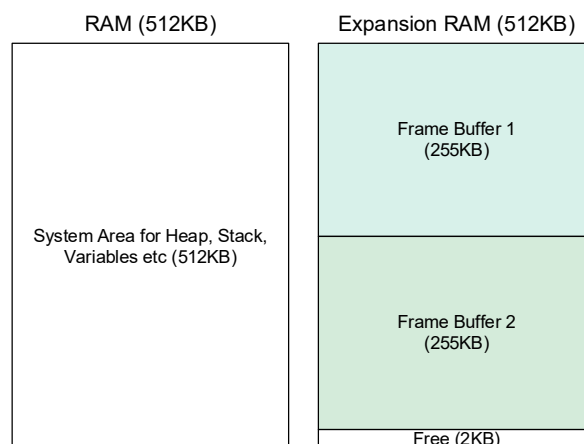 RAM (512KB)
Expansion RAM (512KB)
System Area for Heap, Stack,
Variables etc (512KB)
Frame Buffer 1
(255KB)
Frame Buffer 2
(255KB)
Free (2KB)